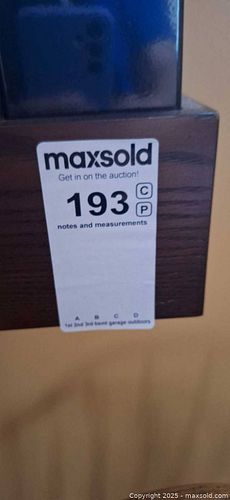 maxsold
Get in on the auction!
193 C
P
notes and measurements
A B C D
1st 2nd 3rd bsmt garage outdoors
Copyright 2025 - maxsold.com